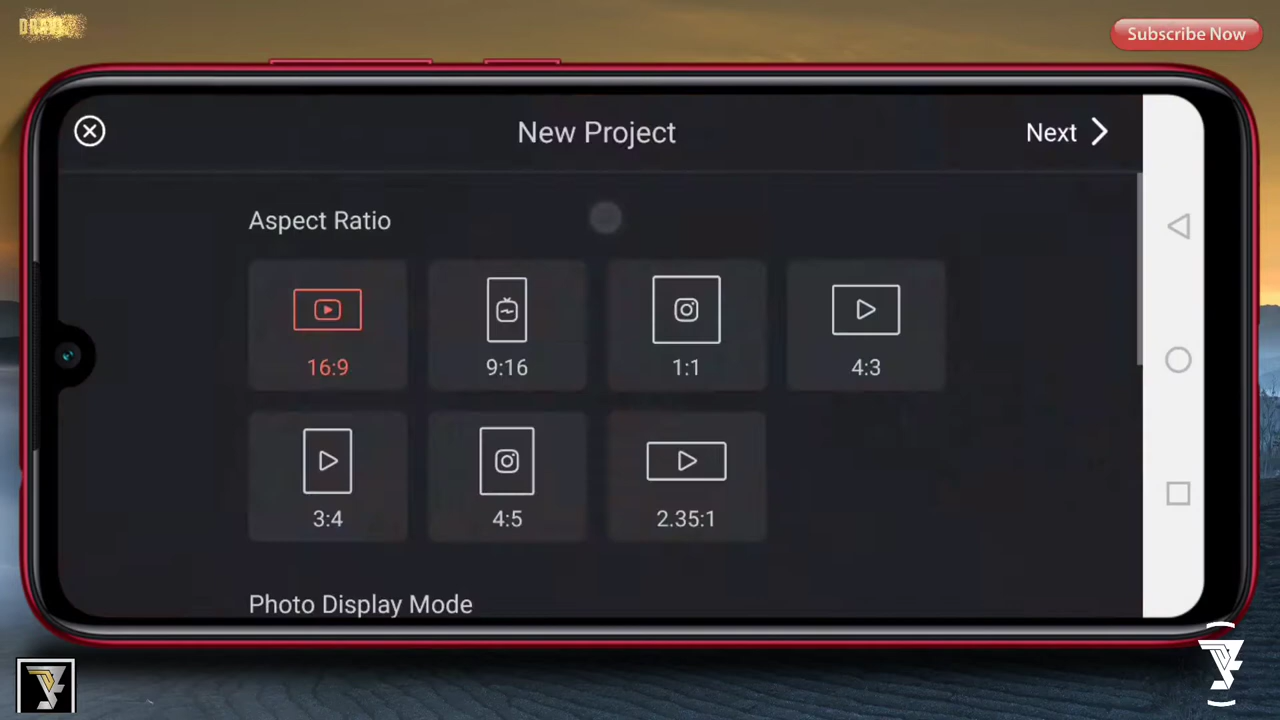 Subscribe Now
New Project
Next
Aspect Ratio
16:9
9:16
1:1
4:3
3:4
4:5
2.35:1
Photo Display Mode